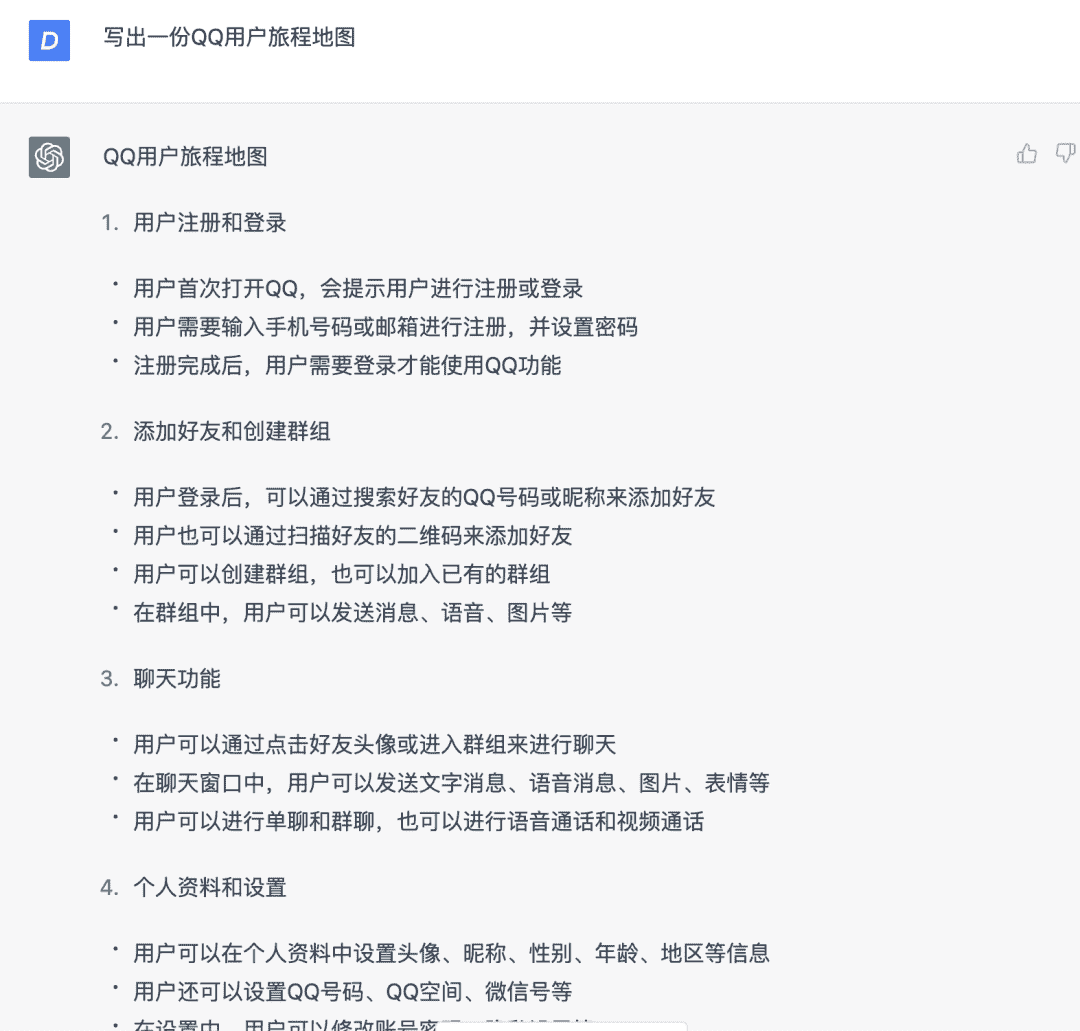 D
写出一份QQ用户旅程地图
QQ用户旅程地图
1. 用户注册和登录
• 用户首次打开QQ，会提示用户进行注册或登录
• 用户需要输入手机号码或邮箱进行注册，并设置密码
• 注册完成后，用户需要登录才能使用QQ功能
2. 添加好友和创建群组
• 用户登录后，可以通过搜索好友的QQ号码或昵称来添加好友
• 用户也可以通过扫描好友的二维码来添加好友
• 用户可以创建群组，也可以加入已有的群组
• 在群组中，用户可以发送消息、语音、图片等
3. 聊天功能
• 用户可以通过点击好友头像或进入群组来进行聊天
• 在聊天窗口中，用户可以发送文字消息、语音消息、图片、表情等
• 用户可以进行单聊和群聊，也可以进行语音通话和视频通话
4. 个人资料和设置
• 用户可以在个人资料中设置头像、昵称、性别、年龄、地区等信息
• 用户还可以设置QQ号码、QQ空间、微信号等
• 在设置中，用户可以修改账号密